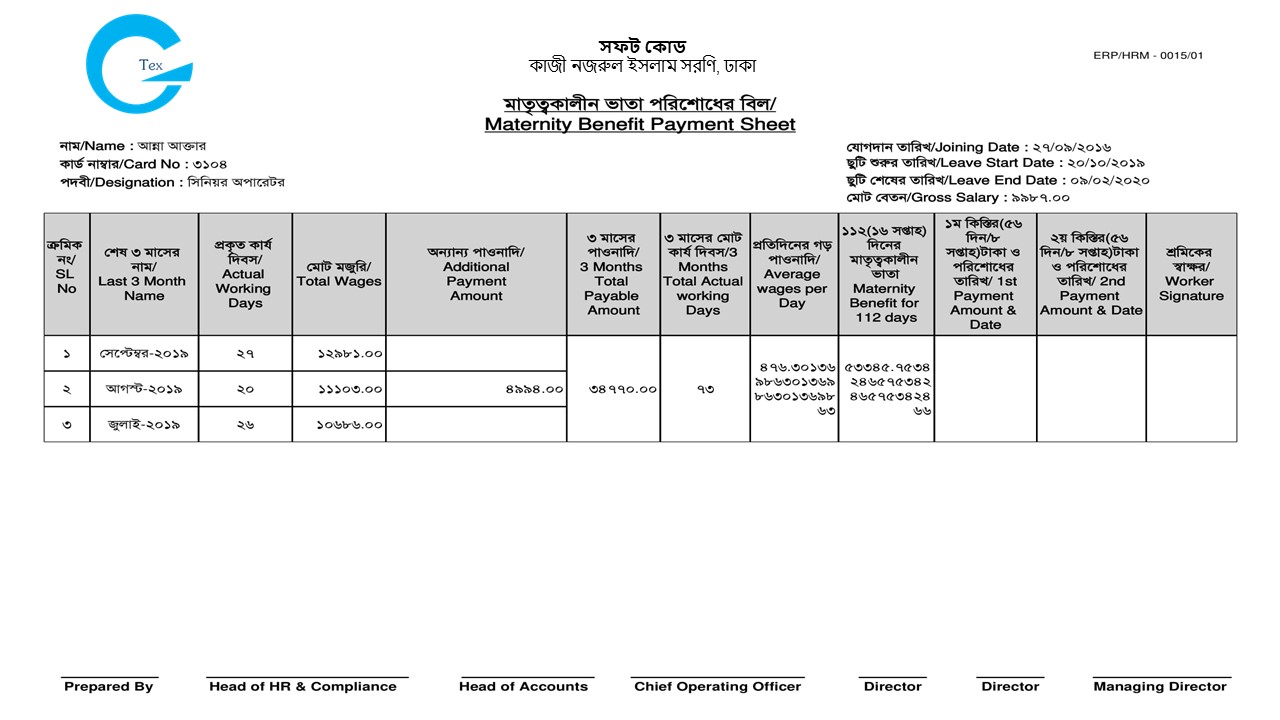 Tex
সফট কোড
কাজী নজরুল ইসলাম সরণি, ঢাকা
ERP/HRM - 0015/01
মাতৃত্বকালীন ভাতা পরিশোধের বিল/
Maternity Benefit Payment Sheet
নাম/Name : আন্না আক্তার
কার্ড নাম্বার/Card No : ৩১০৪
পদবী/Designation : সিনিয়র অপারেটর
যোগদান তারিখ/Joining Date : ২৭/০৯/২০১৬
ছুটি শুরুর তারিখ/Leave Start Date : ২০/১০/২০১৯
ছুটি শেষের তারিখ/Leave End Date : ০৯/০২/২০২০
মোট বেতন/Gross Salary : ৯৯৮৭.০০
ক্রমিক
নং/
SL
No
শেষ ৩ মাসের
নাম/
Last 3 Month
Name
প্রকৃত কার্য
দিবস/
Actual
Working
Days
মোট মজুরি/
Total Wages
অন্যান্য পাওনাদি/
Additional
Payment
Amount
৩ মাসের
পাওনাদি/
3 Months
Total
Payable
Amount
৩ মাসের মোট
কার্য দিবস/3
Months
Total Actual
working
Days
প্রতিদিনের গড়
পাওনাদি/
Average
wages per
Day
১১২(১৬ সপ্তাহ)
দিনের
মাতৃত্বকালীন
ভাতা
Maternity
Benefit for
112 days
১ম কিস্তির(৫৬
দিন/৮
সপ্তাহ)টাকা ও
পরিশোধের
তারিখ/ 1st
Payment
Amount &
Date
২য় কিস্তির(৫৬
দিন/৮ সপ্তাহ)টাকা
ও পরিশোধের
তারিখ/ 2nd
Payment
Amount & Date
শ্রমিকের
স্বাক্ষর/
Worker
Signature
১ সেপ্টেম্বর-২০১৯ ২৭ ১২৯৮১.০০
২ আগস্ট-২০১৯ ২০ ১১১০৩.০০ ৪৯৯৪.০০ ৩৪৭৭০.০০ ৭৩
৪৭৬.৩০১৩৬
৯৮৬৩০১৩৬৯
৮৬৩০১৩৬৯৮
৬৩
৫৩৩৪৫.৭৫৩৪
২৪৬৫৭৫৩৪২
৪৬৫৭৫৩৪২৪
৬৬
৩ জুলাই-২০১৯ ২৬ ১০৬৮৬.০০
Prepared By Head of HR & Compliance Head of Accounts Chief Operating Officer Director Director Managing Director